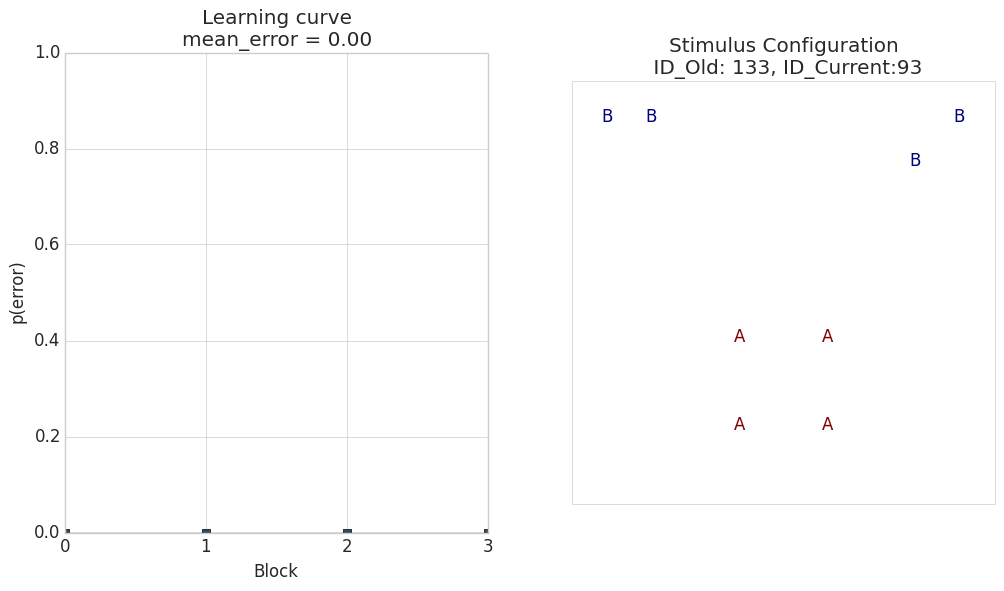 Learning curve
mean_error = 0.00
1.0
0.8
0.6
0.4
0.2
0.0
p(error)
0 1 2 3
Block
Stimulus Configuration
ID_Old: 133, ID_Current:93
B B B
B
A A
A A